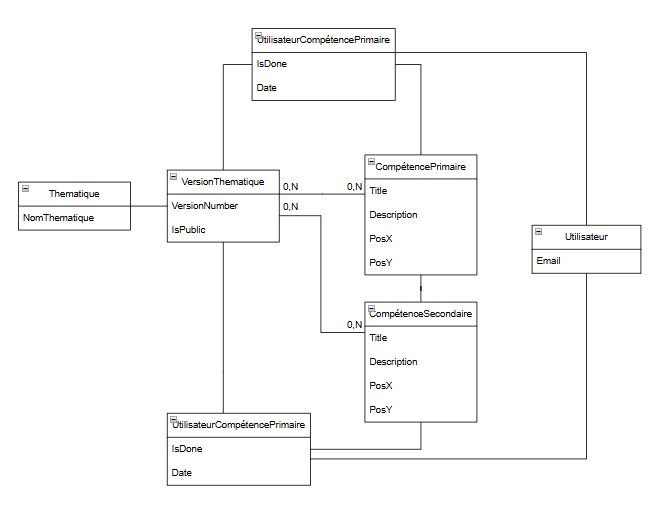 UtilisateurCompétencePrimaire
IsDone
Date
Thematique
NomThematique
VersionThematique
VersionNumber
IsPublic
0,N
0,N
0,N
0,N
CompétencePrimaire
Title
Description
PosX
PosY
Utilisateur
Email
CompétenceSecondaire
Title
Description
PosX
PosY
UtilisateurCompétencePrimaire
IsDone
Date